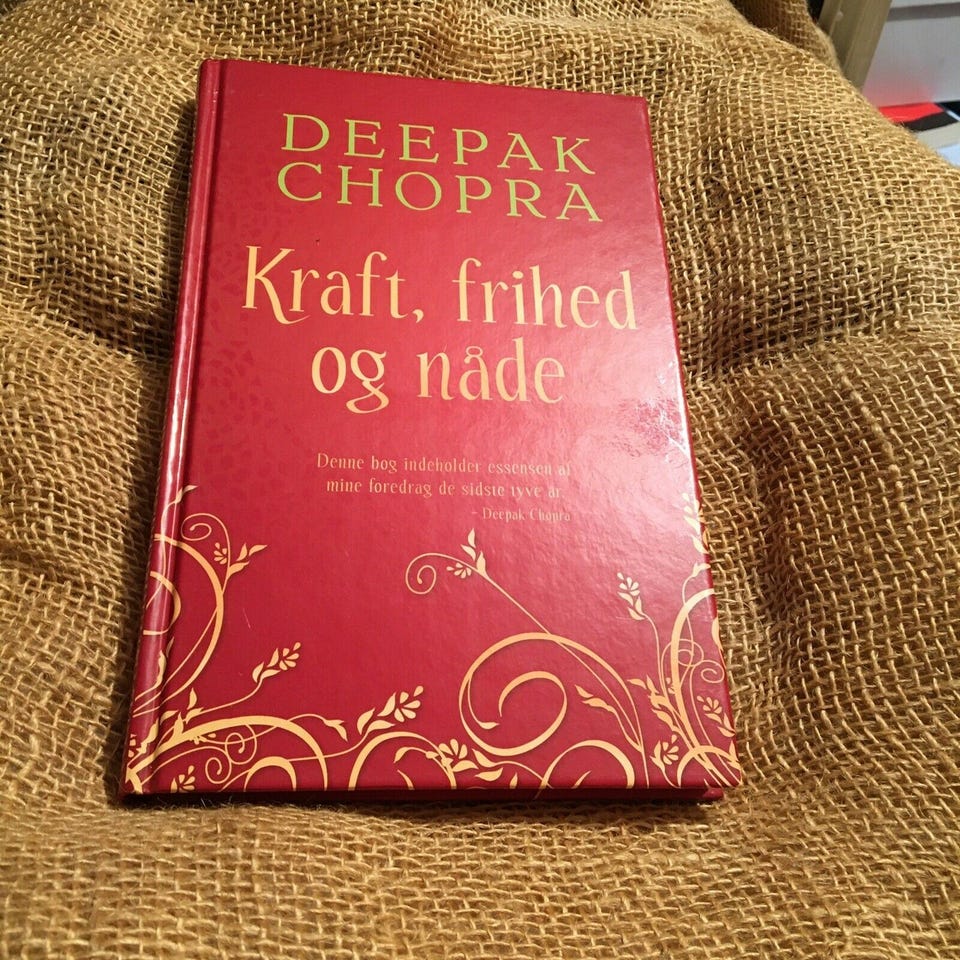 DEEPAK
CHOPRA
Kraft, frihed
og nåde
Denne bog indeholder essensen af
mine foredrag de sidste tyve år.
– Deepak Chopra